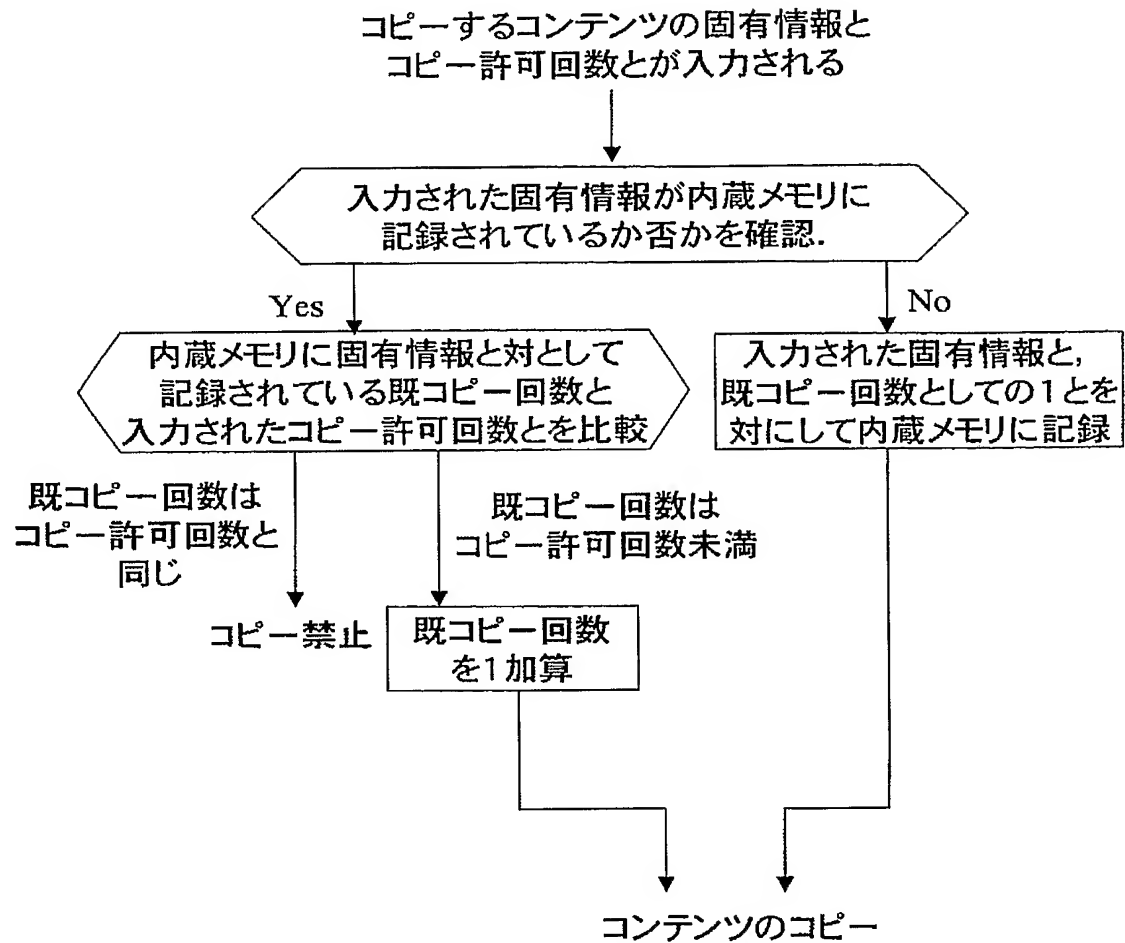 コピーするコンテンツの固有情報と
コピー許可回数とが入力される
入力された固有情報が内蔵メモリに
記録されているか否かを確認.
Yes
No
内蔵メモリに固有情報と対として
記録されている既コピー回数と
入力されたコピー許可回数とを比較
入力された固有情報と,
既コピー回数としての1とを
対にして内蔵メモリに記録
既コピー回数は
コピー許可回数と
同じ
既コピー回数は
コピー許可回数未満
コピー禁止
既コピー回数
を1加算
コンテンツのコピー